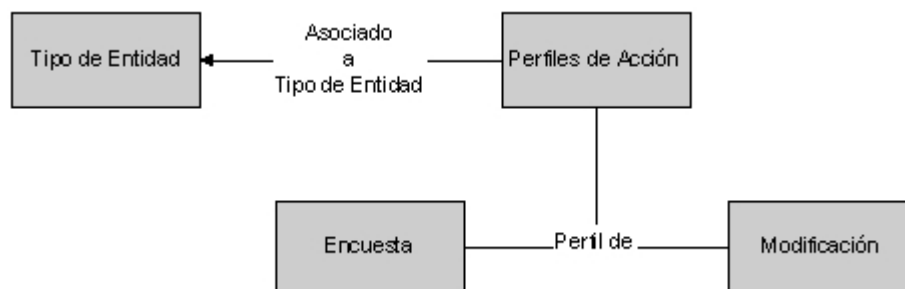 Tipo de Entidad
Asociado
a
Tipo de Entidad
Perfiles de Acción
Encuesta
Perfil de
Modificación